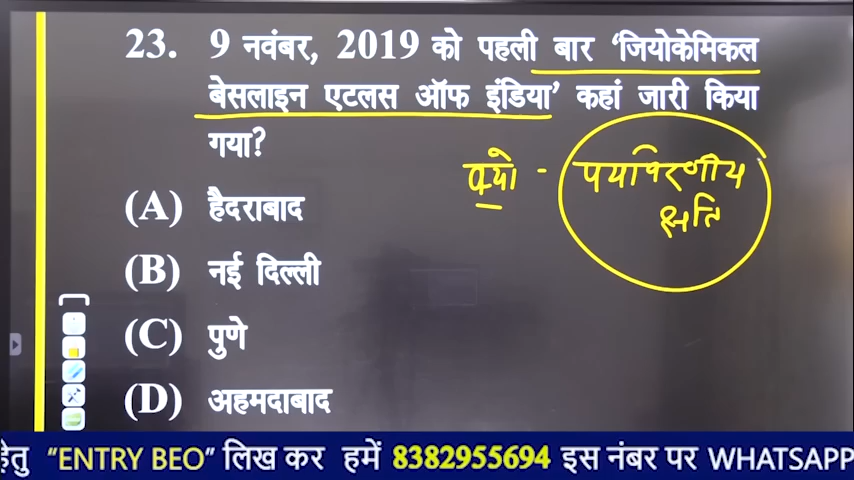 23. 9 नवंबर, 2019 को पहली बार ‘जियोकेमिकल
बेसलाइन एटलस ऑफ इंडिया’ कहां जारी किया
गया?
क्यो - पर्यावरणीय
क्षति
(A) हैदराबाद
(B) नई दिल्ली
(C) पुणे
(D) अहमदाबाद
हेतु “ENTRY BEO” लिख कर हमें 8382955694 इस नंबर पर WHATSAPP